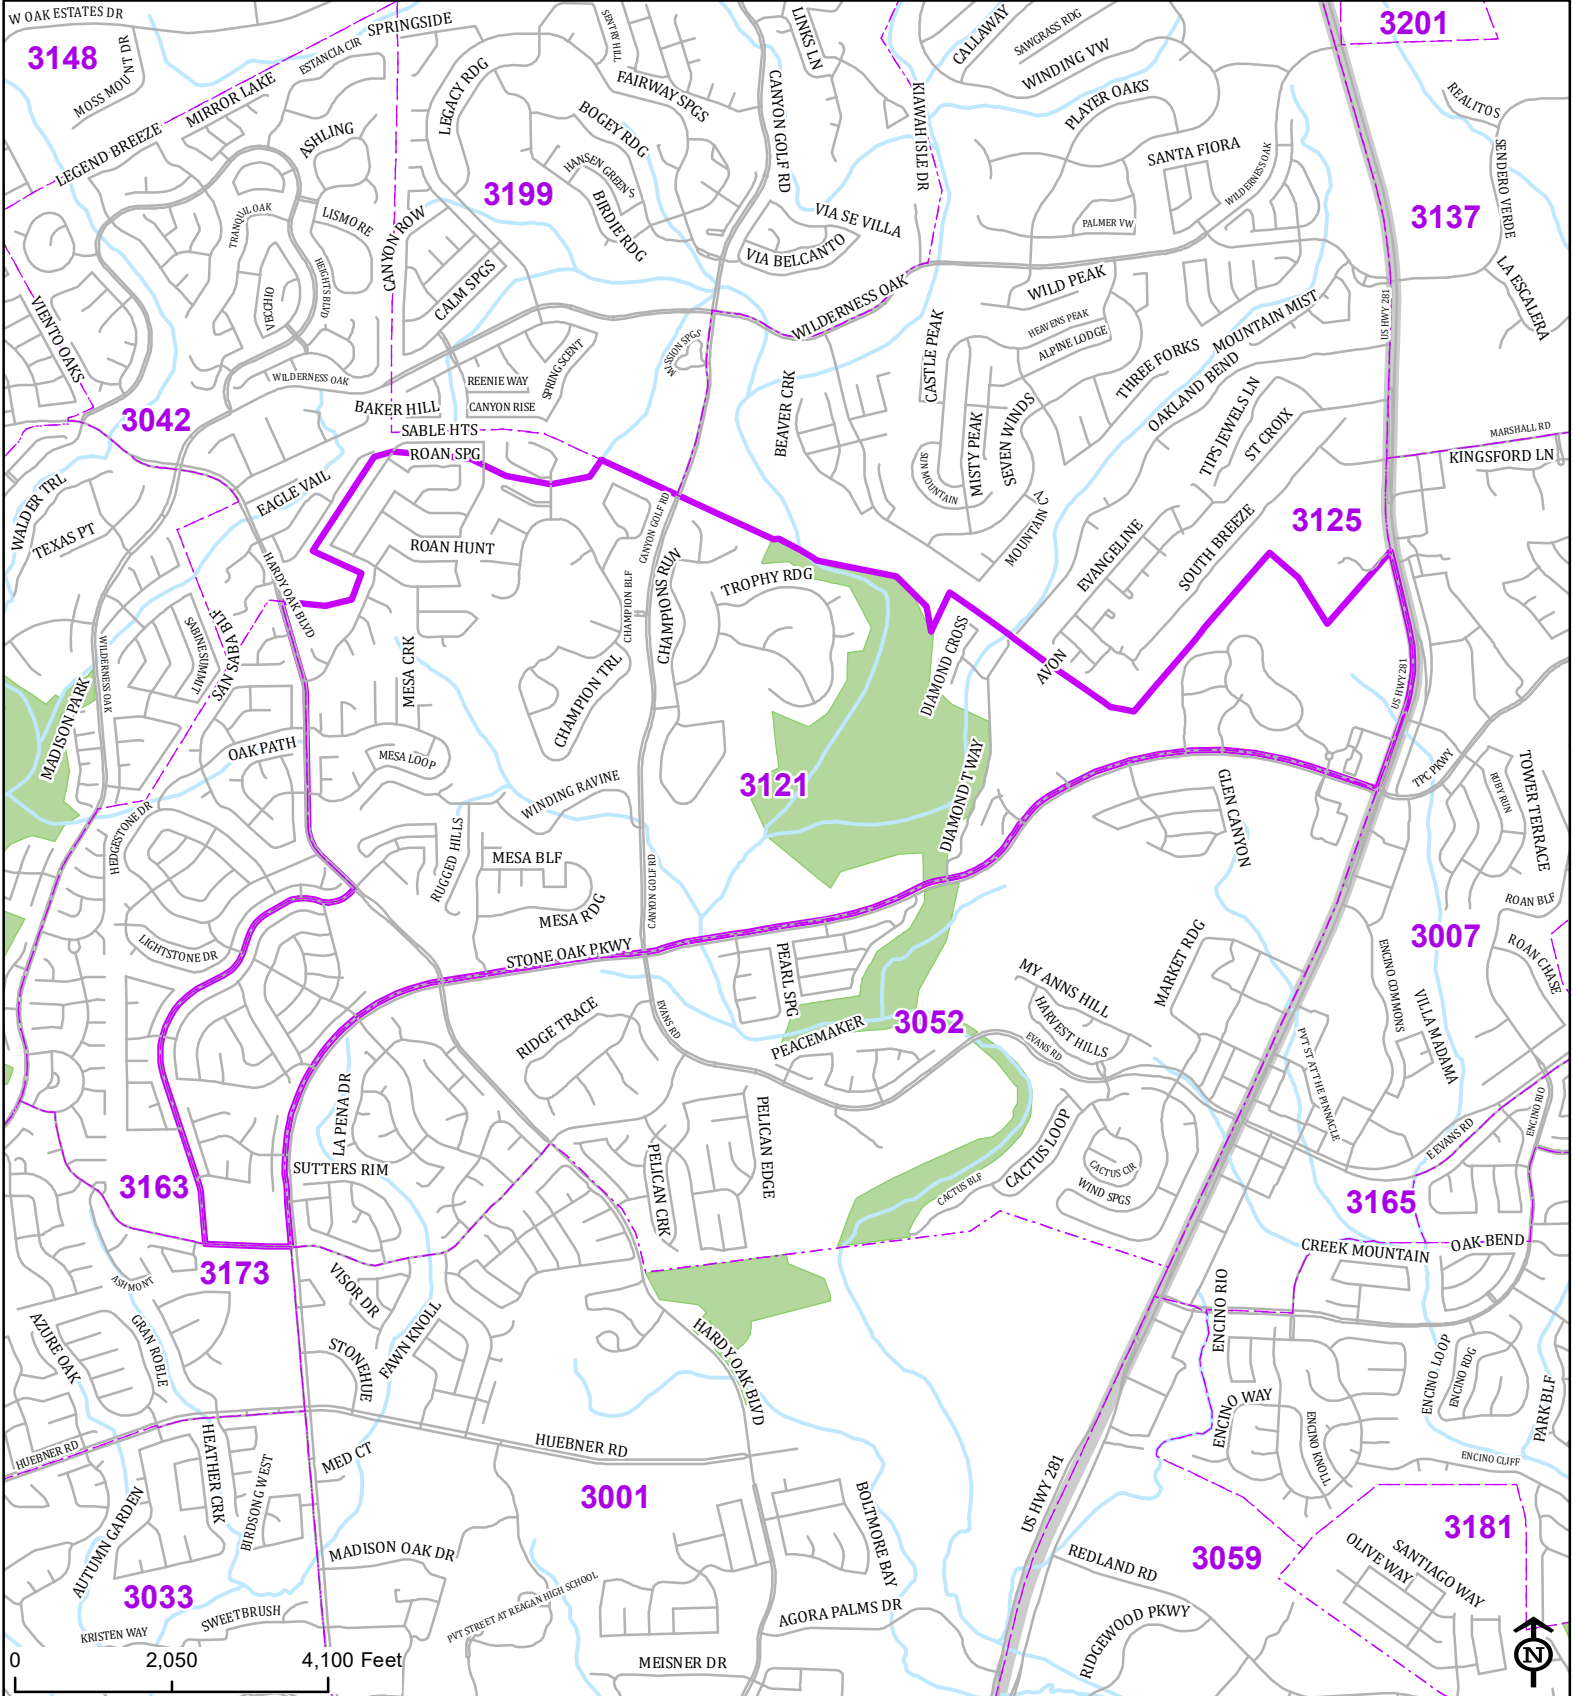 W OAK ESTATES DR
SPRINGSIDE
3201
3148
ESTANCIA CIR
MOSS MOUNT DR
MIRROR LAKE
LEGEND BREEZE
ASHLING
LEGACY RDG
SENTRY HILL
FAIRWAY SPGS
BOGEY RDG
HANSEN GREENS
BIRDIE RDG
3199
CANYON GOLF RD
LINKS LN
KIAWAH ISLE DR
CALLAWAY
SAWGRASS RDG
WINDING VW
PLAYER OAKS
SANTA FIORA
WILDERNESS OAK
PALMER VW
REALITOS
SENDERO VERDE
3137
LA ESCALERA
TRANQUIL OAK
LISMORE
HEIGHTS BLVD
VECCHIO
CANYON ROW
CALM SPGS
VIA SE VILLA
VIA BELCANTO
WILDERNESS OAK
WILD PEAK
HEAVENS PEAK
ALPINE LODGE
CASTLE PEAK
THREE FORKS
MOUNTAIN MIST
OAKLAND BEND
US HWY 281
VIENTO OAKS
WILDERNESS OAK
REENIE WAY
SPRING SCENT
CANYON RISE
BAKER HILL
SABLE HTS
ROAN SPG
BEAVER CRK
SUN MOUNTAIN
MISTY PEAK
SEVEN WINDS
TIPS JEWELS LN
ST CROIX
MARSHALL RD
KINGSFORD LN
3042
WALDER TRL
TEXAS PT
EAGLE VAIL
ROAN HUNT
HARDY OAK BLVD
CANYON GOLF RD
CHAMPION BLF
CHAMPIONS RUN
TROPHY RDG
EVANGELINE
SOUTH BREEZE
3125
SABINE SUMMIT
SAN SABA BLF
WILDERNESS OAK
MADISON PARK
MESA CRK
CHAMPION TRL
DIAMOND CROSS
AVON
US HWY 281
OAK PATH
MESA LOOP
WINDING RAVINE
3121
DIAMOND T WAY
GLEN CANYON
TPC PKWY
RUBY RUN
TOWER TERRACE
HEDGESTONE DR
RUGGED HILLS
MESA BLF
MESA RDG
CANYON GOLF RD
ROAN BLF
LIGHTSTONE DR
STONE OAK PKWY
PEARL SPG
MARKET RDG
3007
ROAN CHASE
ENCINO COMMONS
VILLA MADAMA
MY ANNS HILL
HARVEST HILLS
EVANS RD
RIDGE TRACE
EVANS RD
PEACEMAKER
3052
PVT ST AT THE PINNACLE
LA PENA DR
SUTTERS RIM
PELICAN EDGE
PELICAN CRK
CACTUS LOOP
CACTUS CIR
WIND SPGS
CACTUS BLF
E EVANS RD
ENCINO RIO
3163
3165
CREEK MOUNTAIN
OAK BEND
3173
ASHMONT
VISOR DR
AZURE OAK
GRAN ROBLE
STONEHUE
FAWN KNOLL
HARDY OAK BLVD
ENCINO RIO
ENCINO LOOP
ENCINO RDG
ENCINO WAY
ENCINO KNOLL
PARK BLF
ENCINO CLIFF
HUEBNER RD
HEATHER CRK
BIRDSONG WEST
MED CT
HUEBNER RD
3001
BOLTMORE BAY
US HWY 281
3181
AUTUMN GARDEN
MADISON OAK DR
REDLAND RD
3059
OLIVE WAY
SANTIAGO WAY
3033
SWEETBRUSH
KRISTEN WAY
PVT STREET AT REAGAN HIGH SCHOOL
AGORA PALMS DR
RIDGEWOOD PKWY
MEISNER DR
0 2,050 4,100 Feet
N